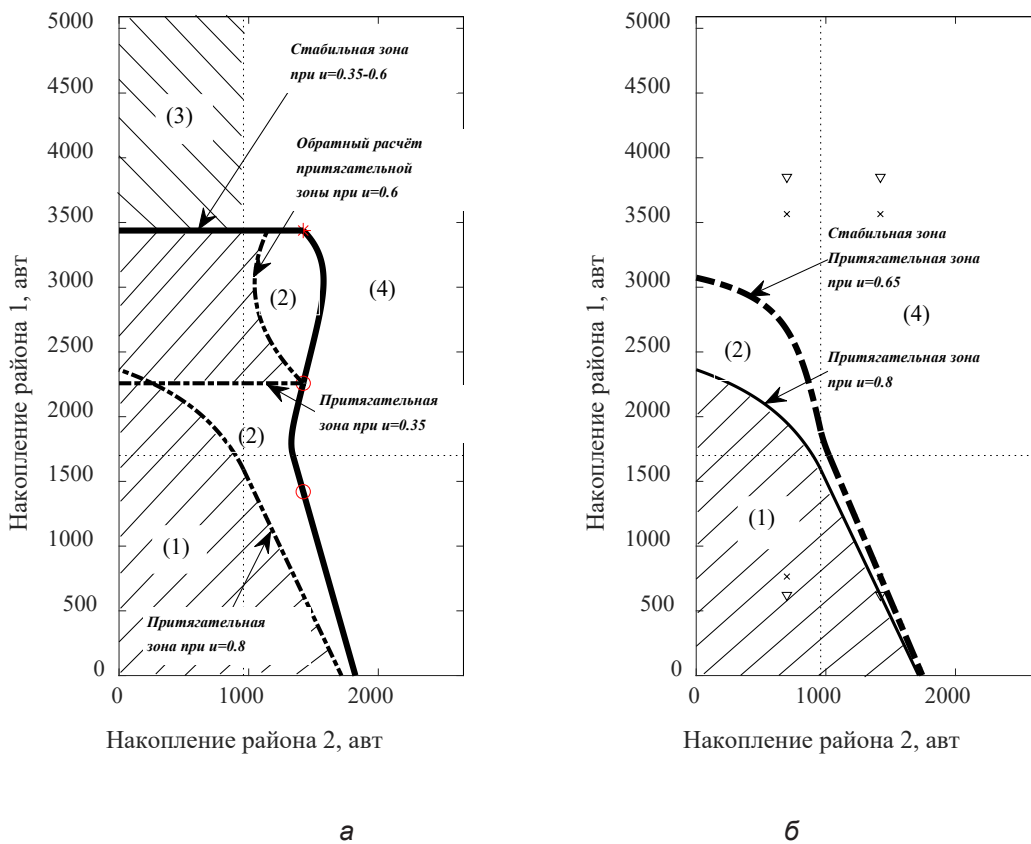 5000
4500
4000
3500
3000
2500
2000
1500
1000
500
0
0
1000
2000
Накопление района 1, авт
Накопление района 2, авт
Стабильная зона
при u=0.35-0.6
Обратный расчёт
притягательной
зоны при u=0.6
(3)
(2)
(4)
Притягательная
зона при u=0.35
(2)
(1)
Притягательная
зона при u=0.8
а
5000
4500
4000
3500
3000
2500
2000
1500
1000
500
0
0
1000
2000
Накопление района 1, авт
Накопление района 2, авт
Стабильная зона
Притягательная зона
при u=0.65
(4)
(2)
Притягательная зона
при u=0.8
(1)
б